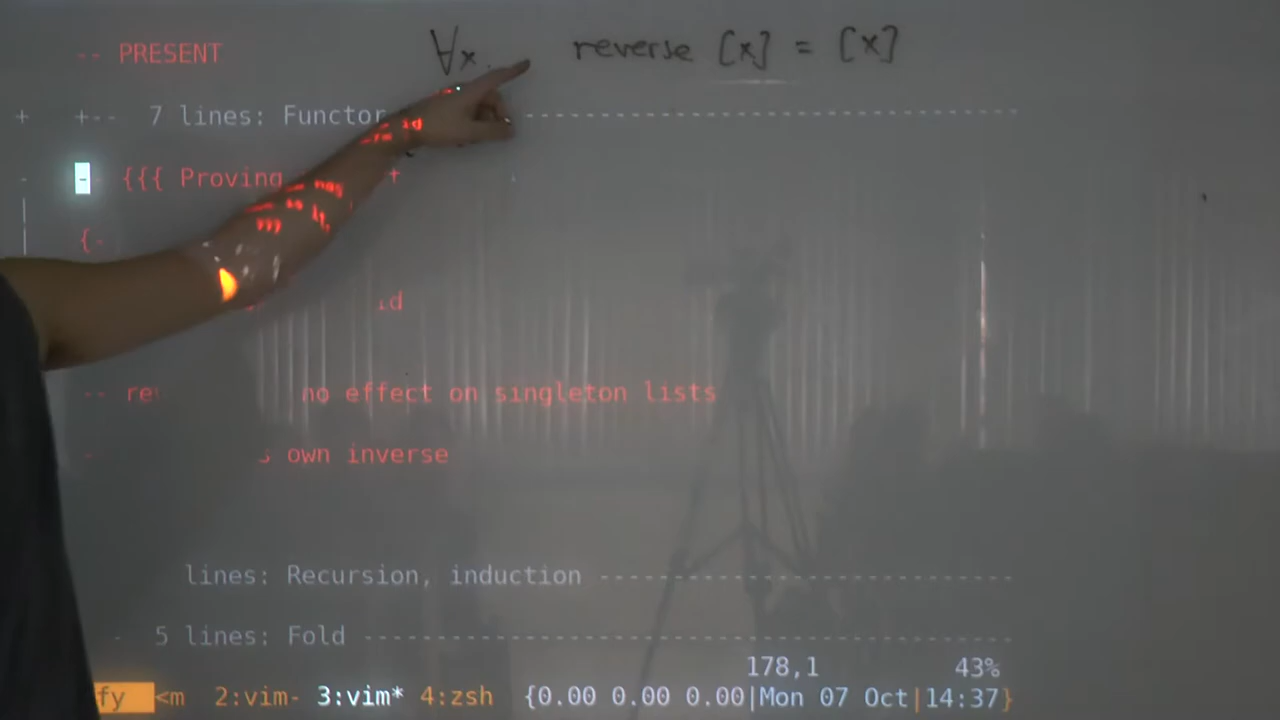 -- PRESENT ∀x. reverse [x] = [x]
+ +-- 7 lines: Functor
- - {{{ Proving
{-
-- no effect on singleton lists
- own inverse
lines: Recursion, induction
- 5 lines: Fold
178,1 43%
fy <m 2:vim- 3:vim* 4:zsh {0.00 0.00 0.00|Mon 07 Oct|14:37}